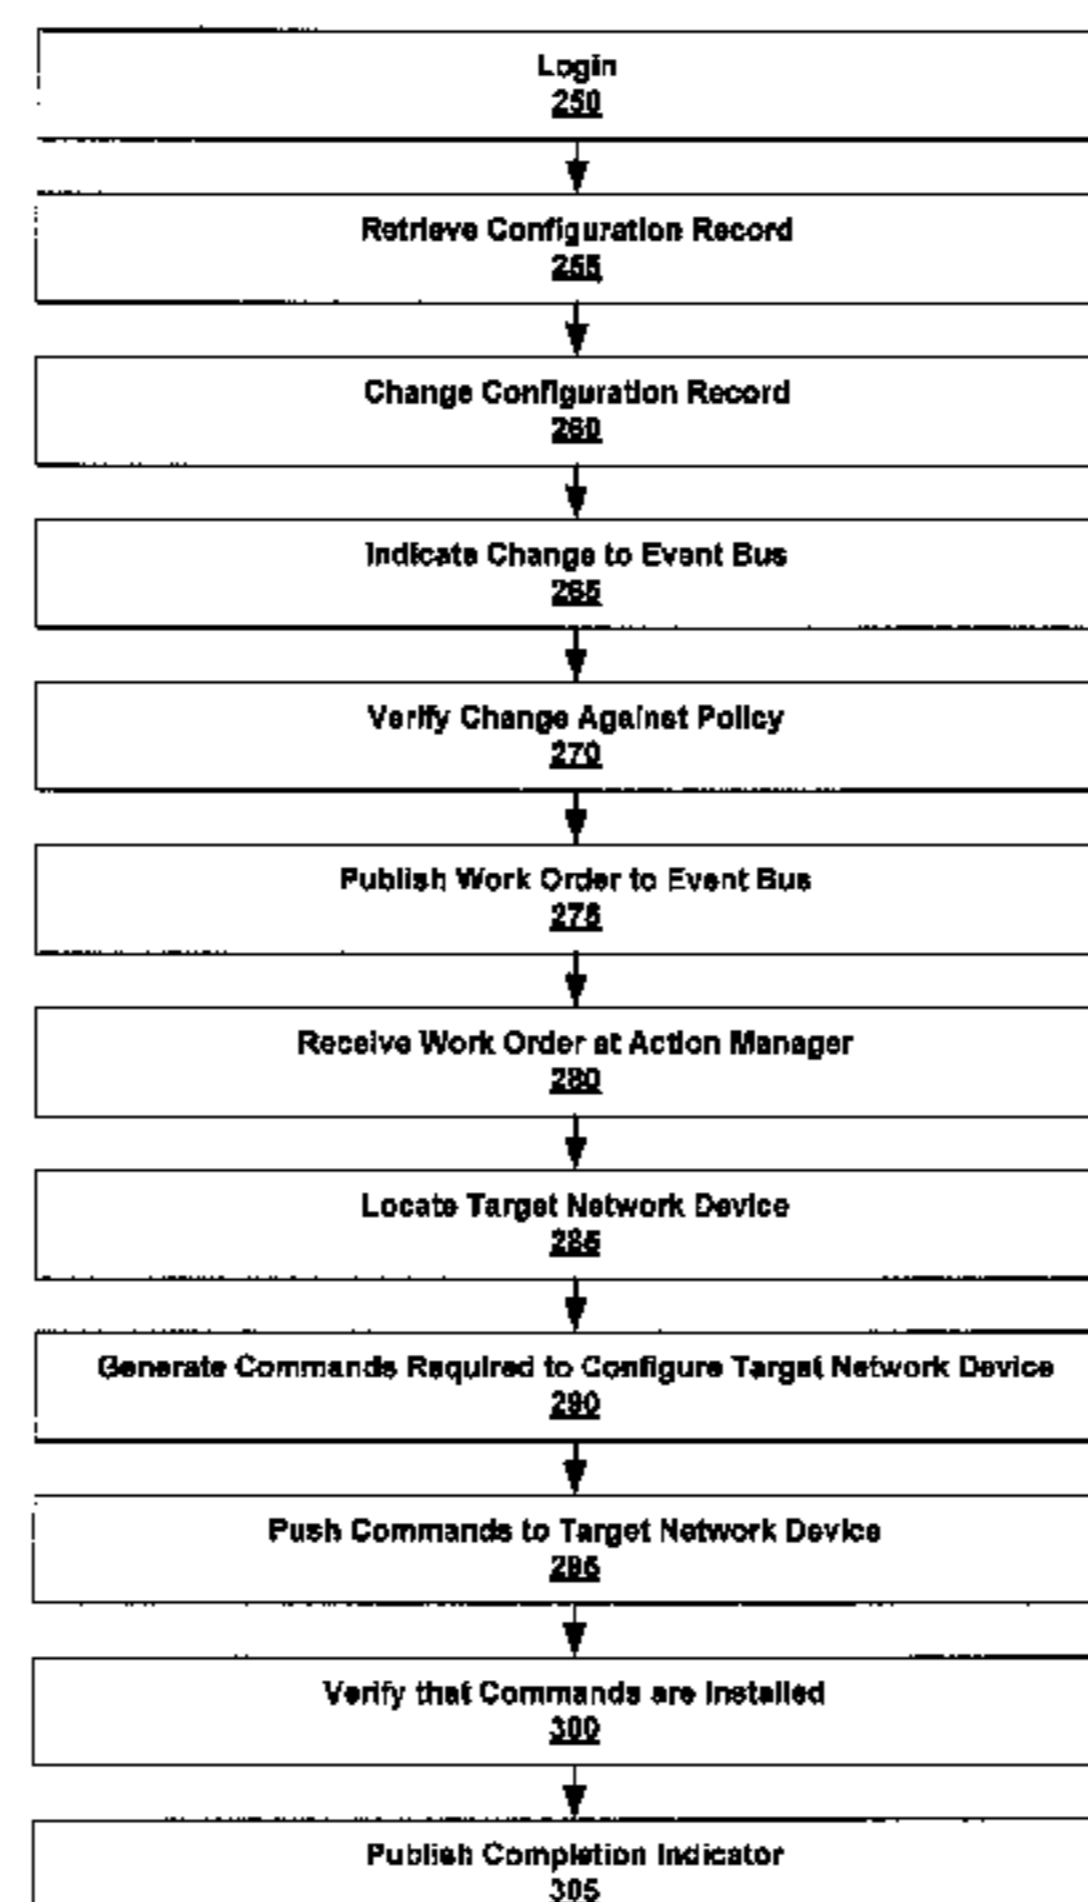 Login
250
Retrieve Configuration Record
255
Change Configuration Record
260
Indicate Change to Event Bus
265
Verify Change Against Policy
270
Publish Work Order to Event Bus
275
Receive Work Order at Action Manager
280
Locate Target Network Device
285
Generate Commands Required to Configure Target Network Device
290
Push Commands to Target Network Device
295
Verify that Commands are Installed
300
Publish Completion Indicator
305